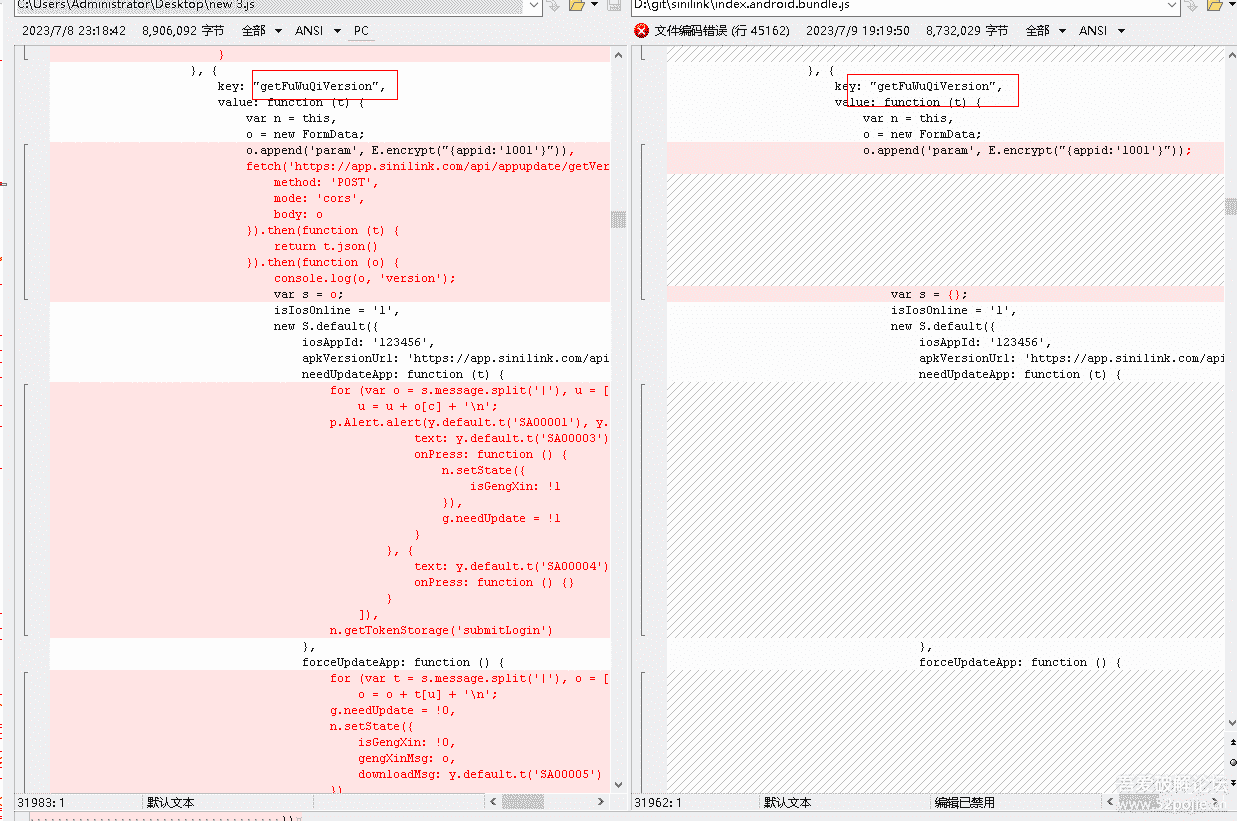 C:\Users\Administrator\Desktop\new 3.js
2023/7/8 23:18:42 8,906,092 字节 全部 ANSI PC
}
}, {
key: "getFuWuQiVersion",
value: function (t) {
var n = this,
o = new FormData;
o.append('param', E.encrypt("{appid:'1001'}")),
fetch('https://app.sinilink.com/api/appupdate/getVer
method: 'POST',
mode: 'cors',
body: o
}).then(function (t) {
return t.json()
}).then(function (o) {
console.log(o, 'version');
var s = o;
isIosOnline = '1',
new S.default({
iosAppId: '123456',
apkVersionUrl: 'https://app.sinilink.com/api
needUpdateApp: function (t) {
for (var o = s.message.split('|'), u = [
u = u + o[c] + '\n';
p.Alert.alert(y.default.t('SA00001'), y.
text: y.default.t('SA00003')
onPress: function () {
n.setState({
isGengXin: !1
}),
g.needUpdate = !1
}
}, {
text: y.default.t('SA00004')
onPress: function () {}
}
]),
n.getTokenStorage('submitLogin')
},
forceUpdateApp: function () {
for (var t = s.message.split('|'), o = [
o = o + t[u] + '\n';
g.needUpdate = !0,
n.setState({
isGengXin: !0,
gengXinMsg: o,
downloadMsg: y.default.t('SA00005')
})
31983: 1 默认文本
D:\git\sinilink\index.android.bundle.js
文件编码错误 (行 45162) 2023/7/9 19:19:50 8,732,029 字节 全部 ANSI
}, {
key: "getFuWuQiVersion",
value: function (t) {
var n = this,
o = new FormData;
o.append('param', E.encrypt("{appid:'1001'}"));
var s = {};
isIosOnline = '1',
new S.default({
iosAppId: '123456',
apkVersionUrl: 'https://app.sinilink.com/api
needUpdateApp: function (t) {
},
forceUpdateApp: function () {
31962: 1 默认文本 编辑已禁用
吾爱破解论坛
www.52pojie.cn